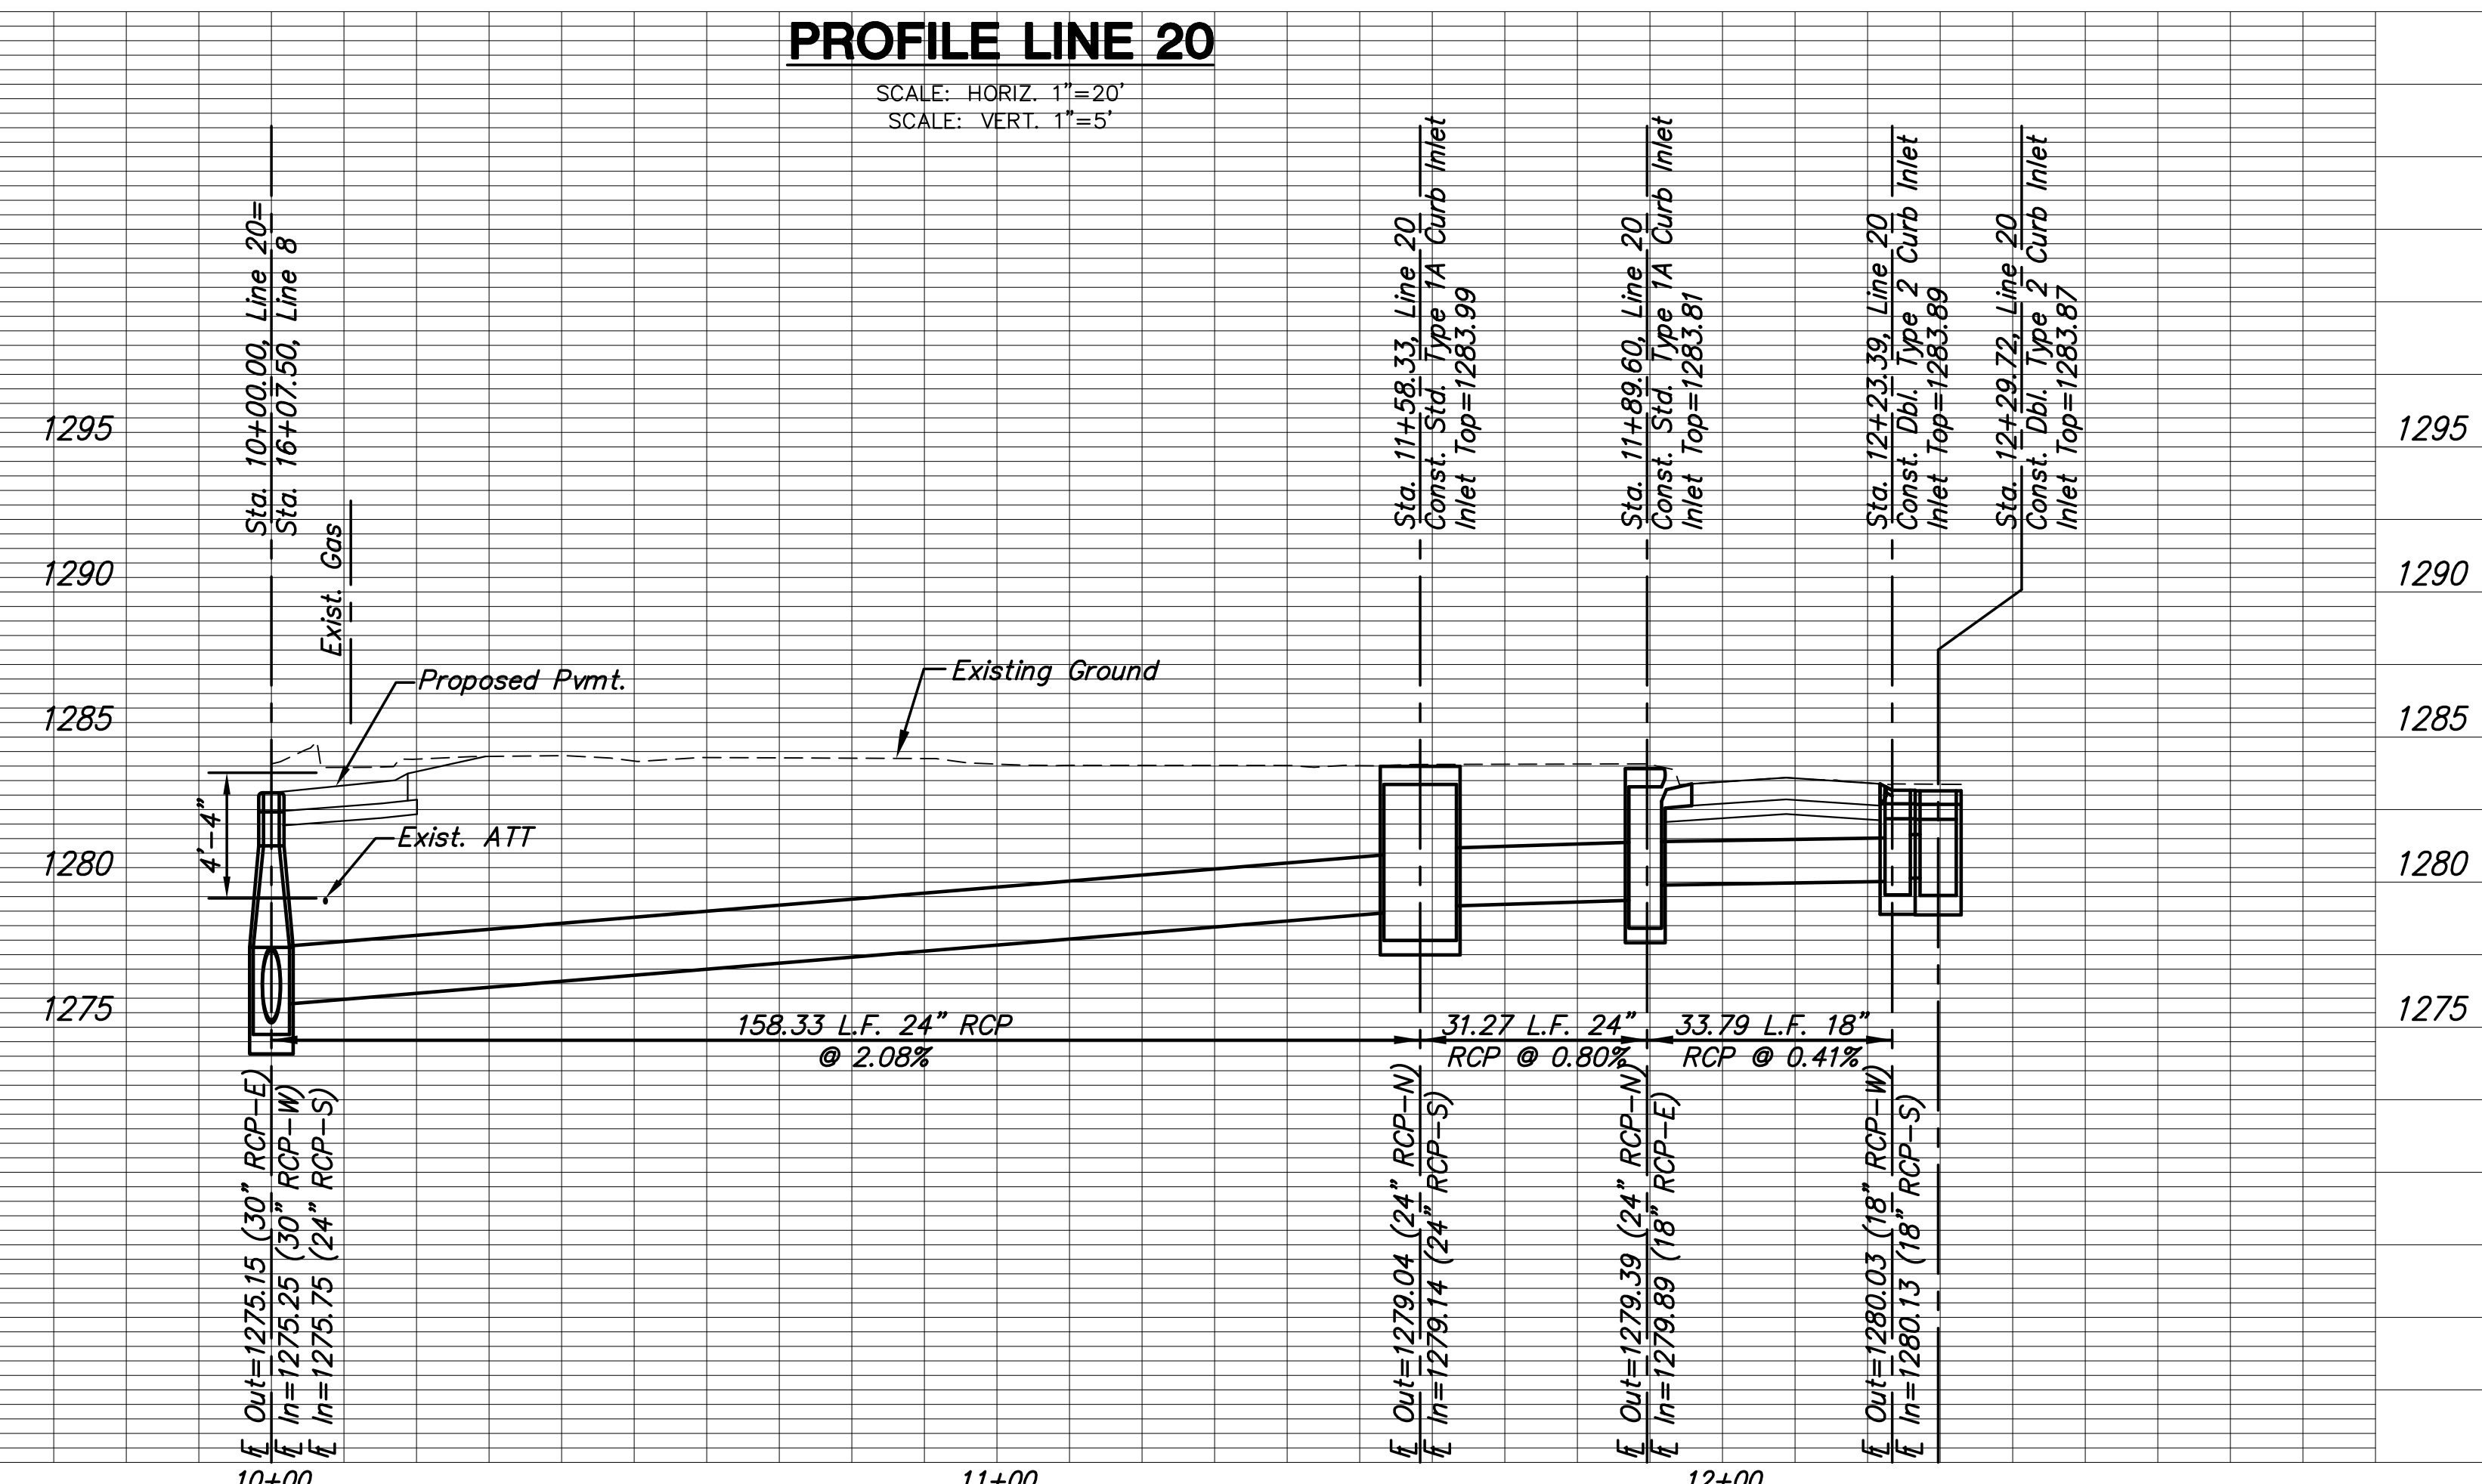 PROFILE LINE 20
SCALE: HORIZ. 1"=20'
SCALE: VERT. 1"=5'
Sta. 10+00.00, Line 20=
Sta. 16+07.50, Line 8
Exist. Gas
Sta. 11+58.33, Line 20
Const. Std. Type 1A Curb Inlet
Inlet Top=1283.99
Sta. 11+89.60, Line 20
Const. Std. Type 1A Curb Inlet
Inlet Top=1283.81
Sta. 12+23.39, Line 20
Const. Dbl. Type 2 Curb Inlet
Inlet Top=1283.89
Sta. 12+29.72, Line 20
Const. Dbl. Type 2 Curb Inlet
Inlet Top=1283.87
1295
1295
1290
1290
1285
1285
1280
1280
1275
1275
Proposed Pvmt.
Existing Ground
4'-4"
Exist. ATT
158.33 L.F. 24" RCP
@ 2.08%
31.27 L.F. 24"
RCP @ 0.80%
33.79 L.F. 18"
RCP @ 0.41%
FL Out=1275.15 (30" RCP-E)
FL In=1275.25 (30" RCP-W)
FL In=1275.75 (24" RCP-S)
FL Out=1279.04 (24" RCP-N)
FL In=1279.14 (24" RCP-S)
FL Out=1279.39 (24" RCP-N)
FL In=1279.89 (18" RCP-E)
FL Out=1280.03 (18" RCP-W)
FL In=1280.13 (18" RCP-S)
10+00
11+00
12+00